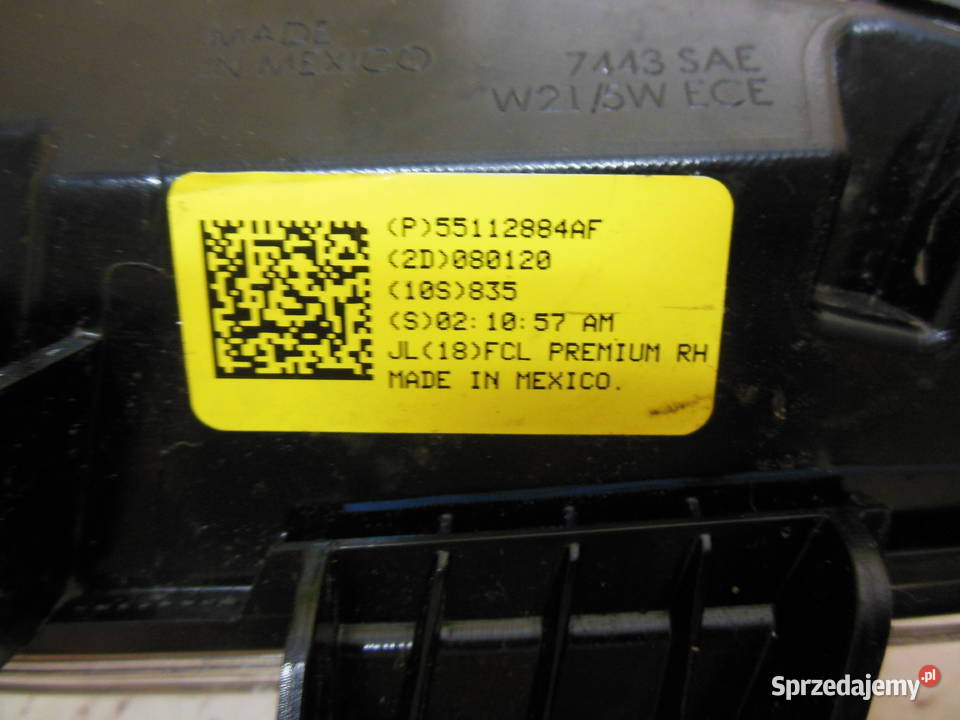 MADE
IN MEXICO
7443 SAE
W21/5W ECE
(P)55112884AF
(2D)080120
(10S)835
(S)02:10:57 AM
JL(18)FCL PREMIUM RH
MADE IN MEXICO.
Sprzedajemy.pl